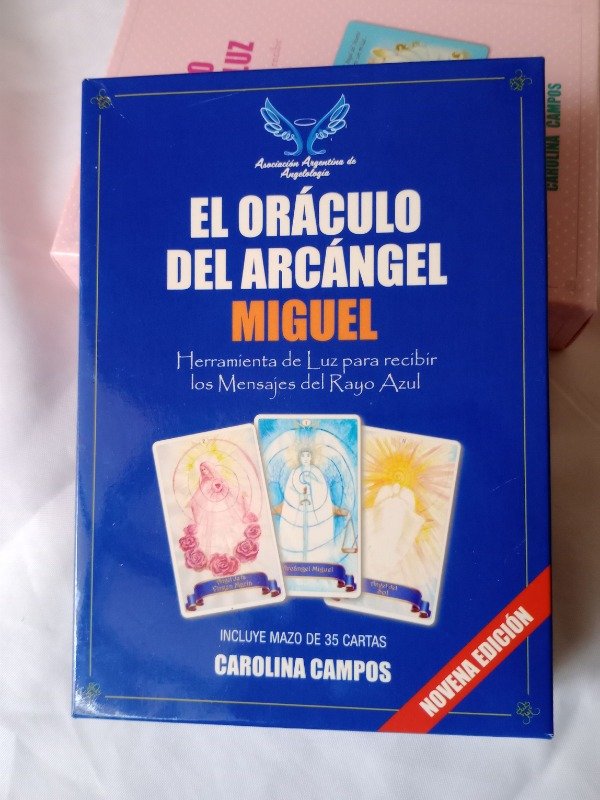 O
LUZ
CAROLINA CAMPOS
Asociación Argentina de
Angelología
EL ORÁCULO
DEL ARCÁNGEL
MIGUEL
Herramienta de Luz para recibir
los Mensajes del Rayo Azul
Arcángel Miguel
Ángel del
Sol
INCLUYE MAZO DE 35 CARTAS
CAROLINA CAMPOS
NOVENA EDICIÓN